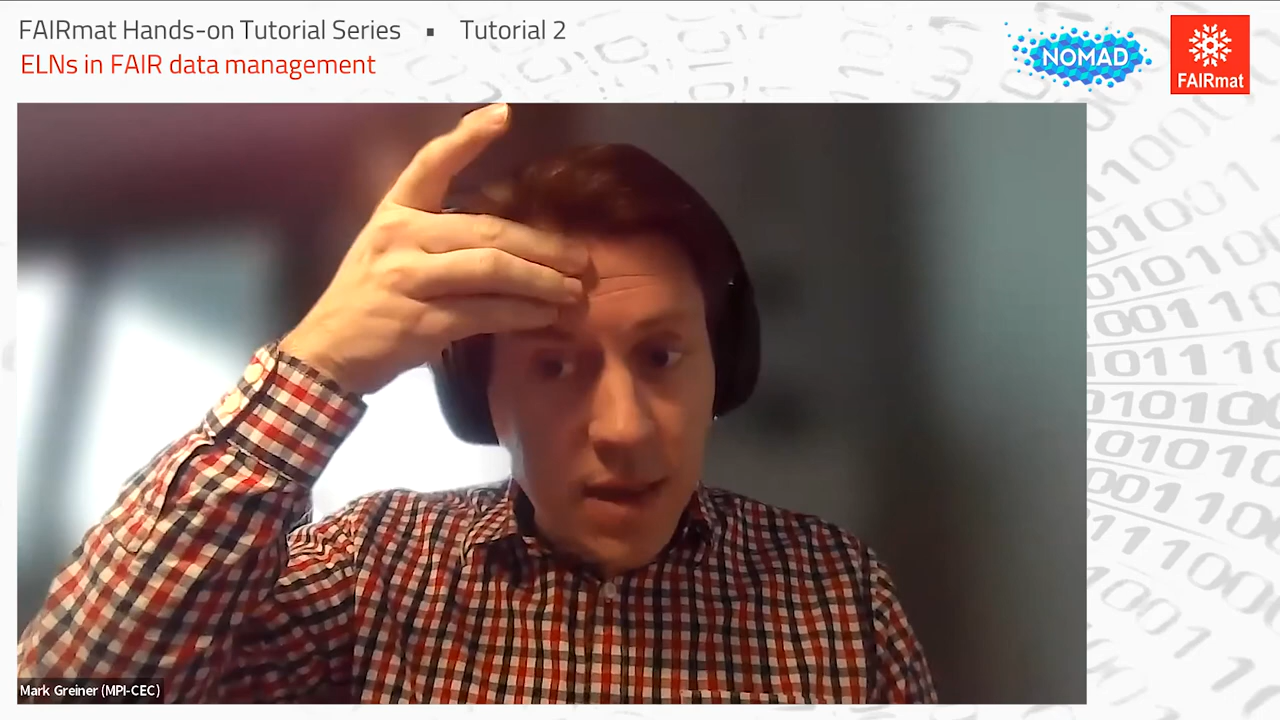 FAIRmat Hands-on Tutorial Series ▪ Tutorial 2
ELNs in FAIR data management
NOMAD
FAIRmat
Mark Greiner (MPI-CEC)